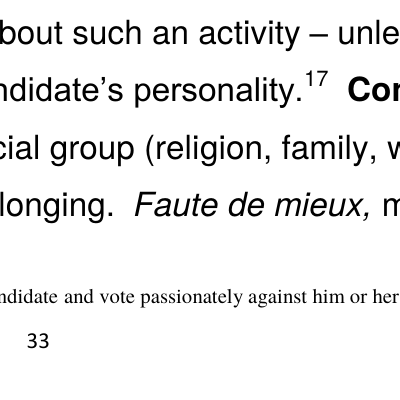 bout such an activity – unle
ndidate's personality.17 Con
cial group (religion, family, w
longing. Faute de mieux, m
ndidate and vote passionately against him or her
33